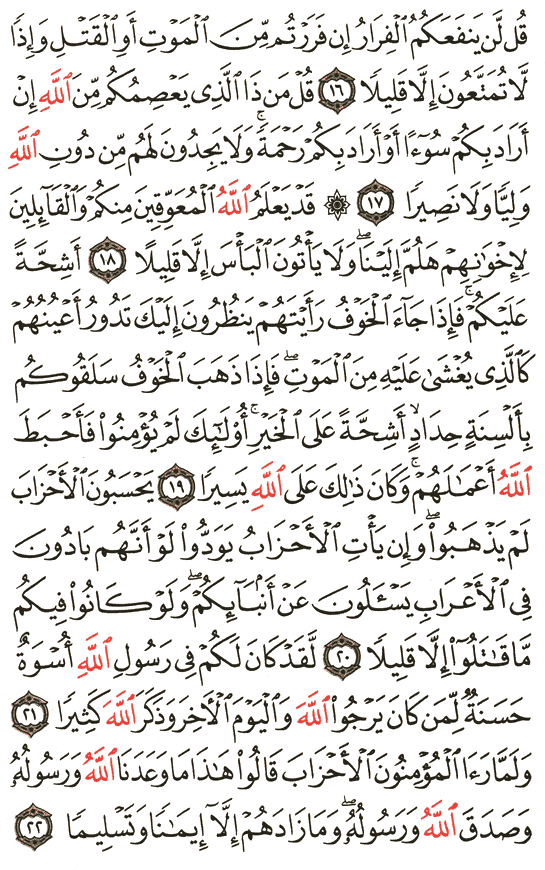 قُل لَّن يَنفَعَكُمُ ٱلْفِرَارُ إِن فَرَرْتُم مِّنَ ٱلْمَوْتِ أَوِ ٱلْقَتْلِ وَإِذًا
لَّا تُمَتَّعُونَ إِلَّا قَلِيلًا ١٦ قُلْ مَن ذَا ٱلَّذِى يَعْصِمُكُم مِّنَ ٱللَّهِ إِنْ
أَرَادَ بِكُمْ سُوٓءًا أَوْ أَرَادَ بِكُمْ رَحْمَةً ۚ وَلَا يَجِدُونَ لَهُم مِّن دُونِ ٱللَّهِ
وَلِيًّا وَلَا نَصِيرًا ١٧ ۞ قَدْ يَعْلَمُ ٱللَّهُ ٱلْمُعَوِّقِينَ مِنكُمْ وَٱلْقَآئِلِينَ
لِإِخْوَٰنِهِمْ هَلُمَّ إِلَيْنَا ۖ وَلَا يَأْتُونَ ٱلْبَأْسَ إِلَّا قَلِيلًا ١٨ أَشِحَّةً
عَلَيْكُمْ ۖ فَإِذَا جَآءَ ٱلْخَوْفُ رَأَيْتَهُمْ يَنظُرُونَ إِلَيْكَ تَدُورُ أَعْيُنُهُمْ
كَٱلَّذِى يُغْشَىٰ عَلَيْهِ مِنَ ٱلْمَوْتِ ۖ فَإِذَا ذَهَبَ ٱلْخَوْفُ سَلَقُوكُم
بِأَلْسِنَةٍ حِدَادٍ أَشِحَّةً عَلَى ٱلْخَيْرِ ۚ أُو۟لَٰٓئِكَ لَمْ يُؤْمِنُوا۟ فَأَحْبَطَ
ٱللَّهُ أَعْمَٰلَهُمْ ۚ وَكَانَ ذَٰلِكَ عَلَى ٱللَّهِ يَسِيرًا ١٩ يَحْسَبُونَ ٱلْأَحْزَابَ
لَمْ يَذْهَبُوا۟ ۖ وَإِن يَأْتِ ٱلْأَحْزَابُ يَوَدُّوا۟ لَوْ أَنَّهُم بَادُونَ
فِى ٱلْأَعْرَابِ يَسْـَٔلُونَ عَنْ أَنۢبَآئِكُمْ ۖ وَلَوْ كَانُوا۟ فِيكُم
مَّا قَٰتَلُوٓا۟ إِلَّا قَلِيلًا ٢٠ لَّقَدْ كَانَ لَكُمْ فِى رَسُولِ ٱللَّهِ أُسْوَةٌ
حَسَنَةٌ لِّمَن كَانَ يَرْجُوا۟ ٱللَّهَ وَٱلْيَوْمَ ٱلْأَخِرَ وَذَكَرَ ٱللَّهَ كَثِيرًا ٢١
وَلَمَّا رَءَا ٱلْمُؤْمِنُونَ ٱلْأَحْزَابَ قَالُوا۟ هَٰذَا مَا وَعَدَنَا ٱللَّهُ وَرَسُولُهُۥ
وَصَدَقَ ٱللَّهُ وَرَسُولُهُۥ ۚ وَمَا زَادَهُمْ إِلَّآ إِيمَٰنًا وَتَسْلِيمًا ٢٢